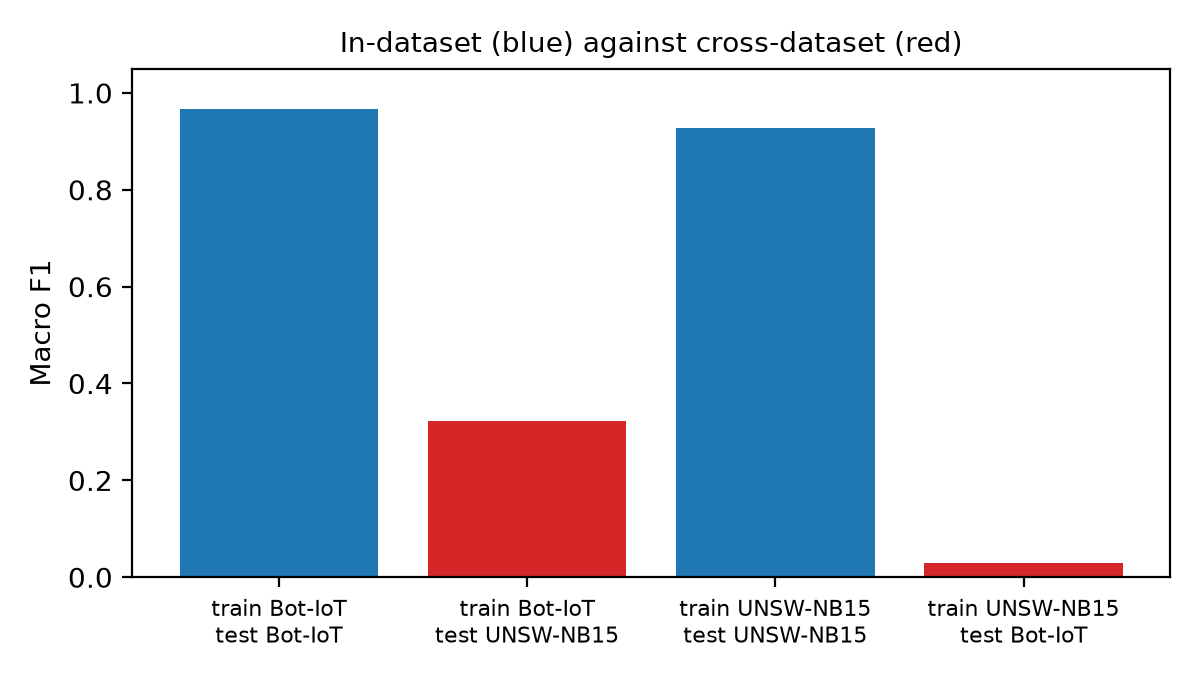 In-dataset (blue) against cross-dataset (red)
Macro F1
1.0
0.8
0.6
0.4
0.2
0.0
train Bot-IoT
test Bot-IoT
train Bot-IoT
test UNSW-NB15
train UNSW-NB15
test UNSW-NB15
train UNSW-NB15
test Bot-IoT